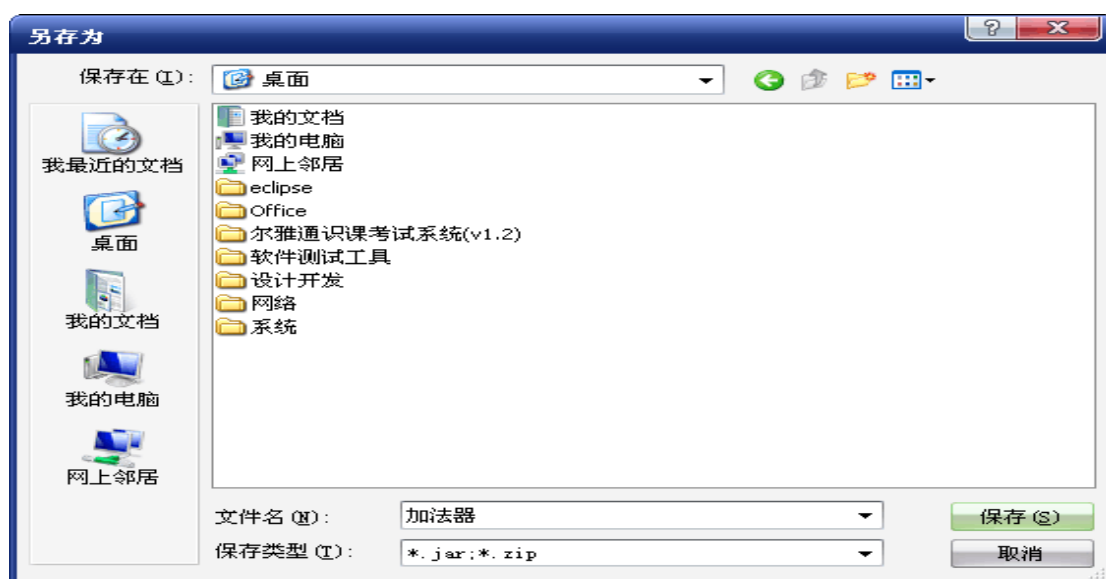 另存为
保存在(I):
桌面
我的文档
我的电脑
网上邻居
eclipse
Office
尔雅通识课考试系统(v1.2)
软件测试工具
设计开发
网络
系统
我最近的文档
桌面
我的文档
我的电脑
网上邻居
文件名(N):
加法器
保存(S)
保存类型(T):
*.jar;*.zip
取消